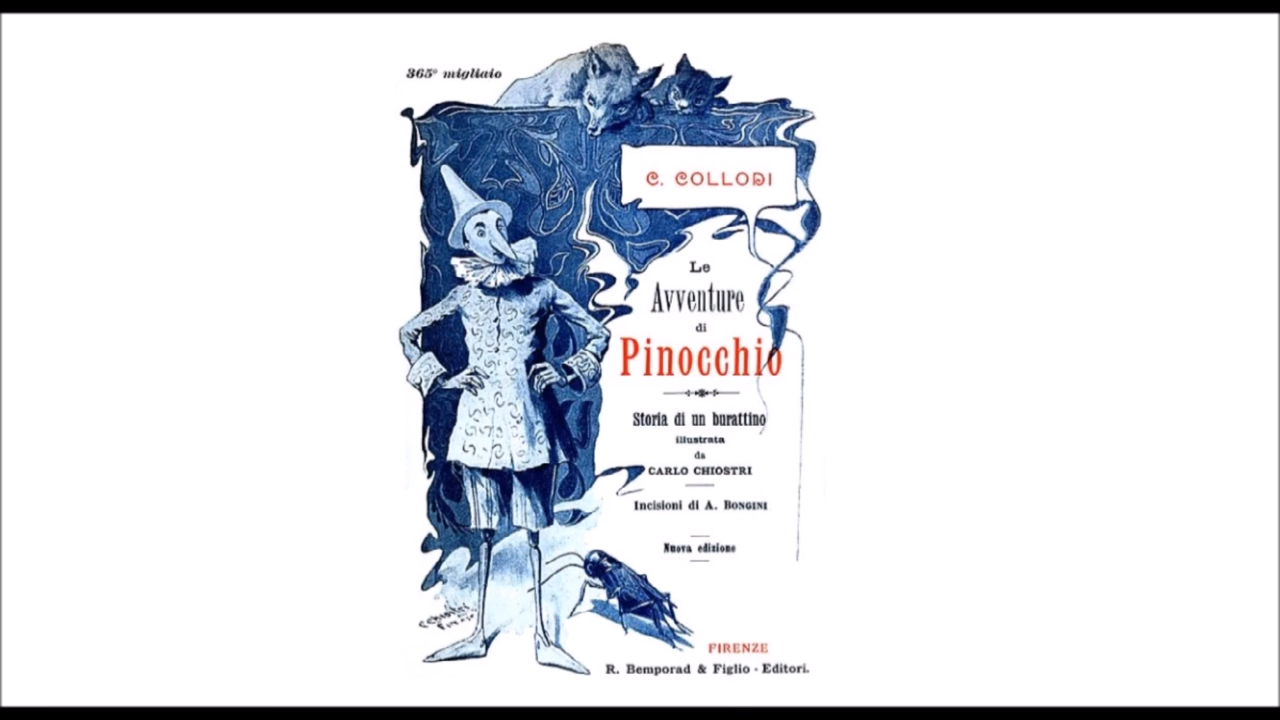 365º migliaio
C. COLLODI
Le
Avventure
di
Pinocchio
Storia di un burattino
illustrata
da
CARLO CHIOSTRI
Incisioni di A. BONGINI
Nuova edizione
FIRENZE
R. Bemporad & Figlio - Editori.